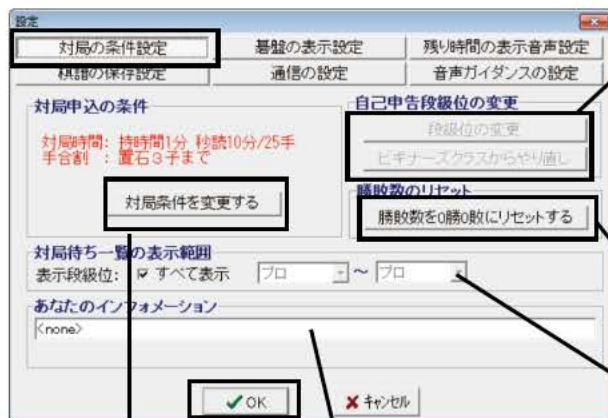 設定
対局の条件設定
碁盤の表示設定
残り時間の表示音声設定
棋譜の保存設定
通信の設定
音声ガイダンスの設定
対局申込の条件
対局時間: 持時間1分 秒読10分/25手
手合割 : 置石3子まで
対局条件を変更する
自己申告段級位の変更
段級位の変更
ビギナーズクラスからやり直し
勝敗数のリセット
勝敗数を0勝0敗にリセットする
対局待ち一覧の表示範囲
表示段級位: すべて表示 プロ ～ プロ
あなたのインフォメーション
<none>
OK
キャンセル